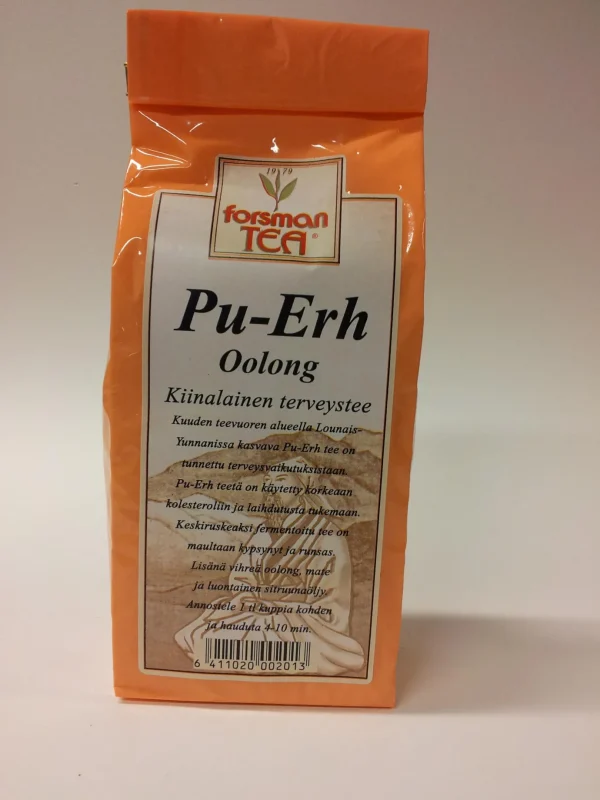 1979
forsman
TEA®
Pu-Erh
Oolong
Kiinalainen terveystee
Kuuden teevuoren alueella Lounais-
Yunnanissa kasvava Pu-Erh tee on
tunnettu terveysvaikutuksistaan.
Pu-Erh teetä on käytetty korkeaan
kolesteroliin ja laihdutusta tukemaan.
Keskiruskeaksi fermentoitu tee on
maultaan kypsynyt ja runsas.
Lisänä vihreä oolong, mate
ja luontainen sitruunaöljy.
Annostele 1 tl kuppia kohden
ja hauduta 4-10 min.
6 411020 002013